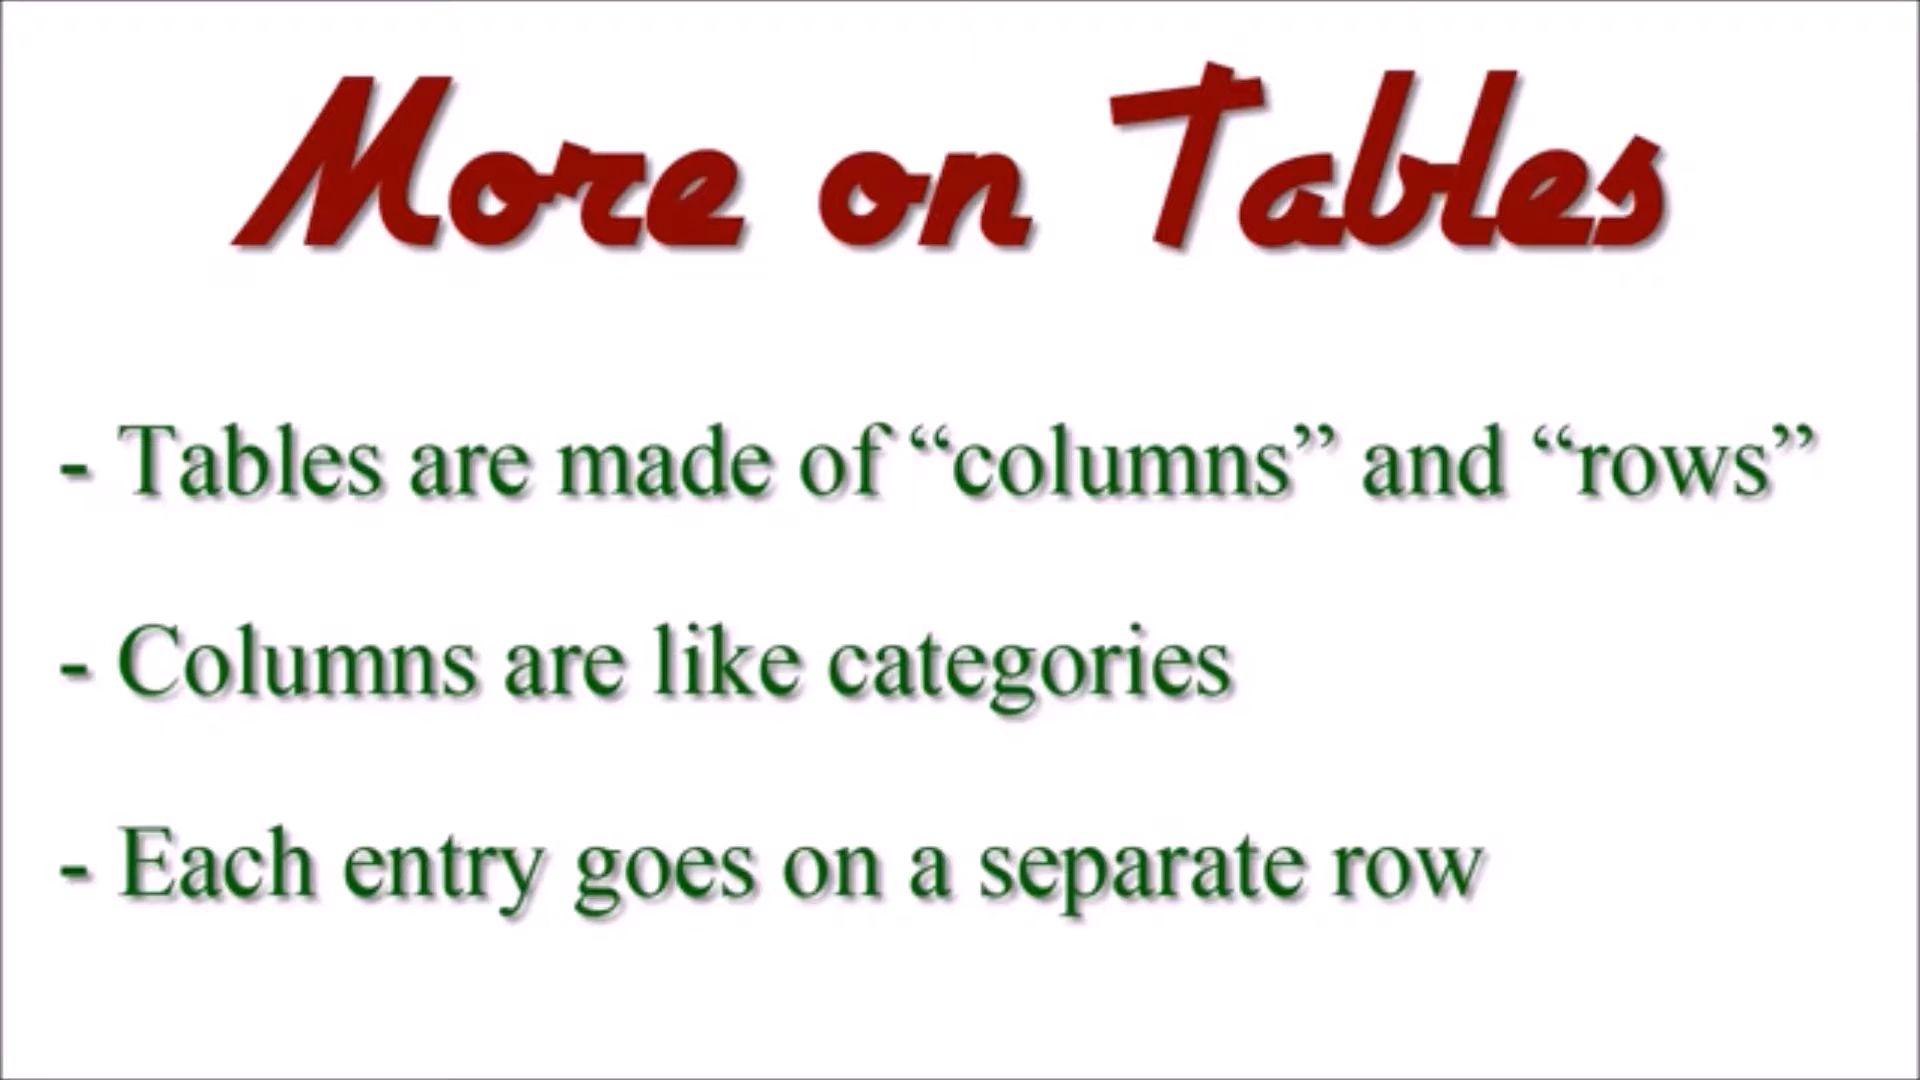 More on Tables
- Tables are made of “columns” and “rows”
- Columns are like categories
- Each entry goes on a separate row